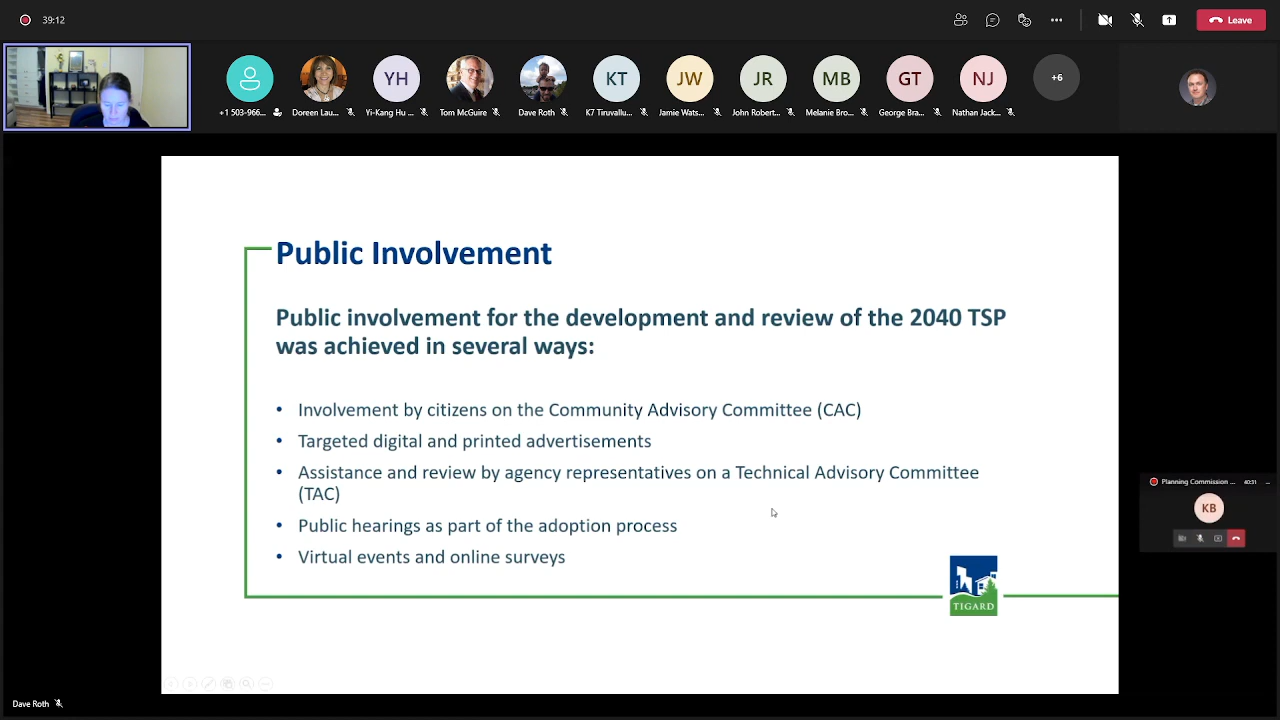 39:12
Leave
YH
KT
JW
JR
MB
GT
NJ
+6
+1 503-966...
Doreen Lau...
Yi-Kang Hu ...
Tom McGuire
Dave Roth
K7 Tiruvallu...
Jamie Wats...
John Robert...
Melanie Bro...
George Bra...
Nathan Jack...
Public Involvement
Public involvement for the development and review of the 2040 TSP
was achieved in several ways:
• Involvement by citizens on the Community Advisory Committee (CAC)
• Targeted digital and printed advertisements
• Assistance and review by agency representatives on a Technical Advisory Committee
(TAC)
• Public hearings as part of the adoption process
• Virtual events and online surveys
TIGARD
Planning Commission ...
40:31
KB
Dave Roth